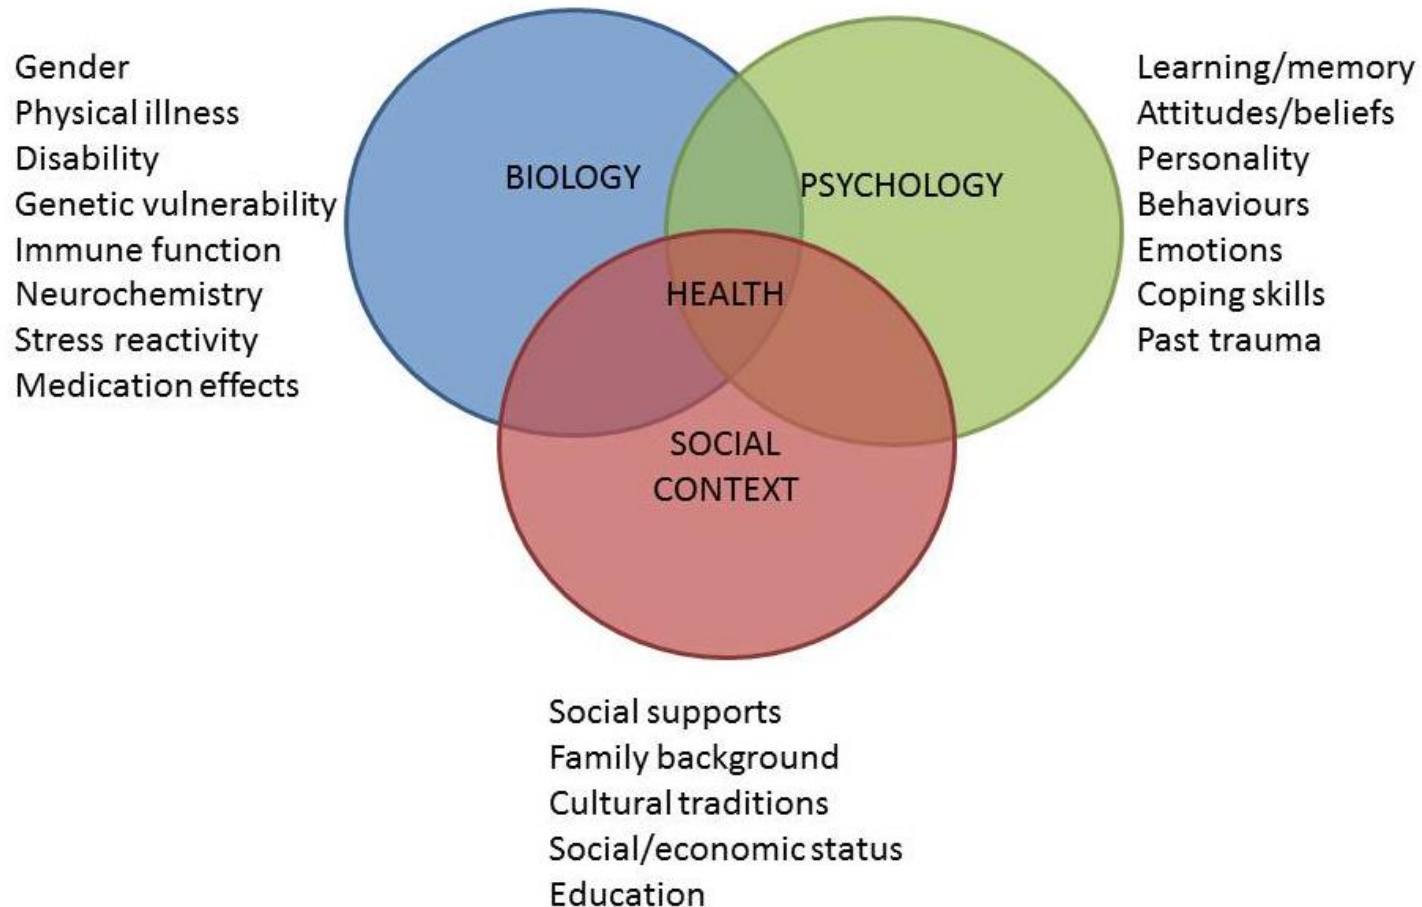 Gender
Physical illness
Disability
Genetic vulnerability
Immune function
Neurochemistry
Stress reactivity
Medication effects
BIOLOGY
PSYCHOLOGY
HEALTH
SOCIAL
CONTEXT
Learning/memory
Attitudes/beliefs
Personality
Behaviours
Emotions
Coping skills
Past trauma
Social supports
Family background
Cultural traditions
Social/economic status
Education